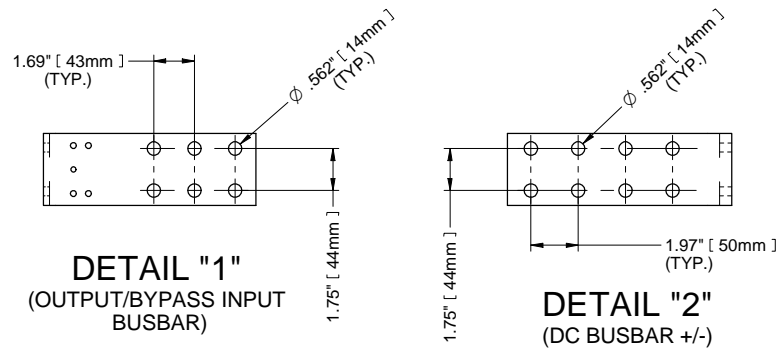 1.69" [ 43mm ]
(TYP.)
Ø .562" [ 14mm ]
(TYP.)
1.75" [ 44mm ]
DETAIL "1"
(OUTPUT/BYPASS INPUT
BUSBAR)
Ø .562" [ 14mm ]
(TYP.)
1.75" [ 44mm ]
1.97" [ 50mm ]
(TYP.)
DETAIL "2"
(DC BUSBAR +/-)